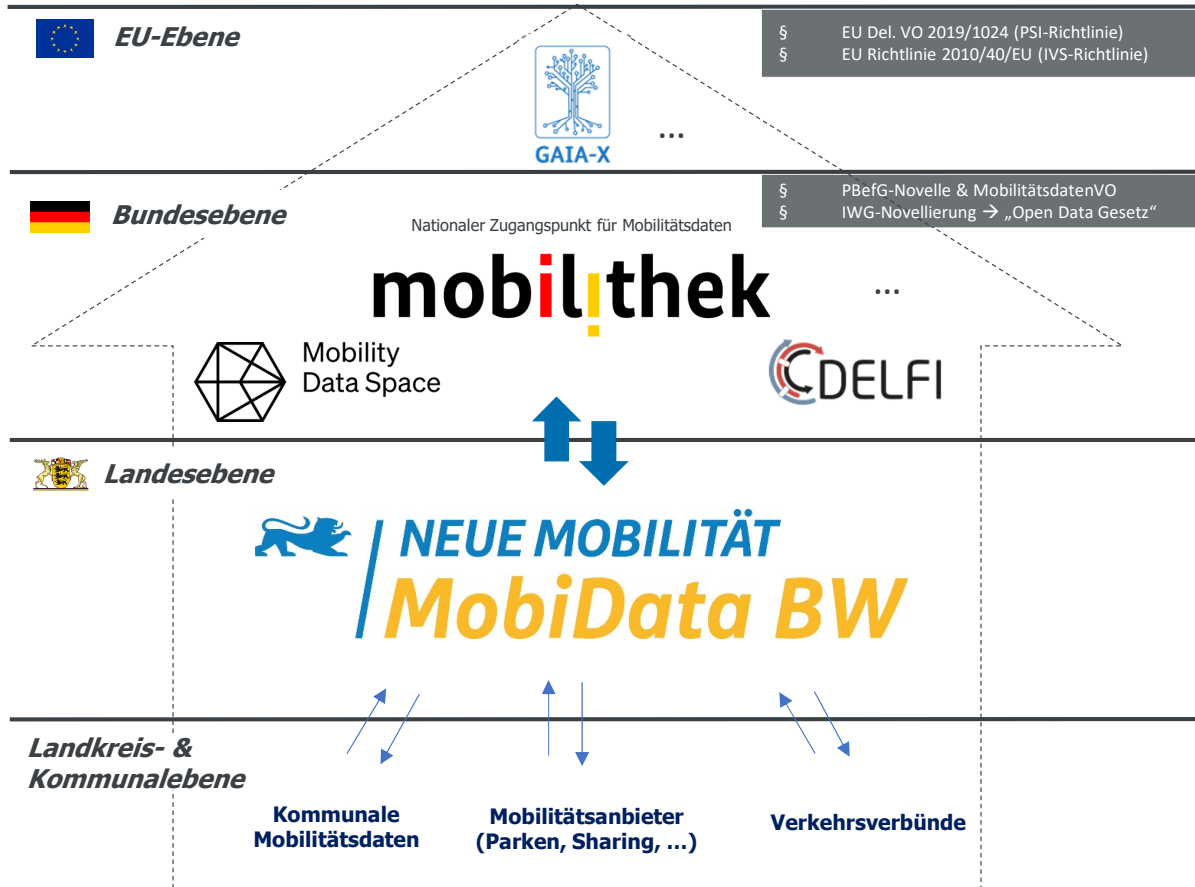 EU-Ebene
§ EU Del. VO 2019/1024 (PSI-Richtlinie)
§ EU Richtlinie 2010/40/EU (IVS-Richtlinie)
GAIA-X
...
Bundesebene
§ PBefG-Novelle & MobilitätsdatenVO
§ IWG-Novellierung → „Open Data Gesetz“
Nationaler Zugangspunkt für Mobilitätsdaten
mobilithek
...
Mobility
Data Space
DELFI
Landesebene
NEUE MOBILITÄT
MobiData BW
Landkreis- &
Kommunalebene
Kommunale
Mobilitätsdaten
Mobilitätsanbieter
(Parken, Sharing, ...)
Verkehrsverbünde